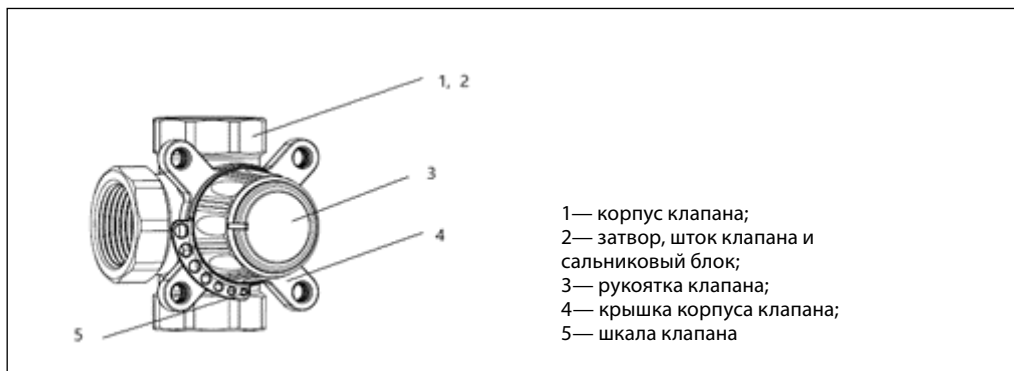 1, 2
3
4
5
1— корпус клапана;
2— затвор, шток клапана и
сальниковый блок;
3— рукоятка клапана;
4— крышка корпуса клапана;
5— шкала клапана